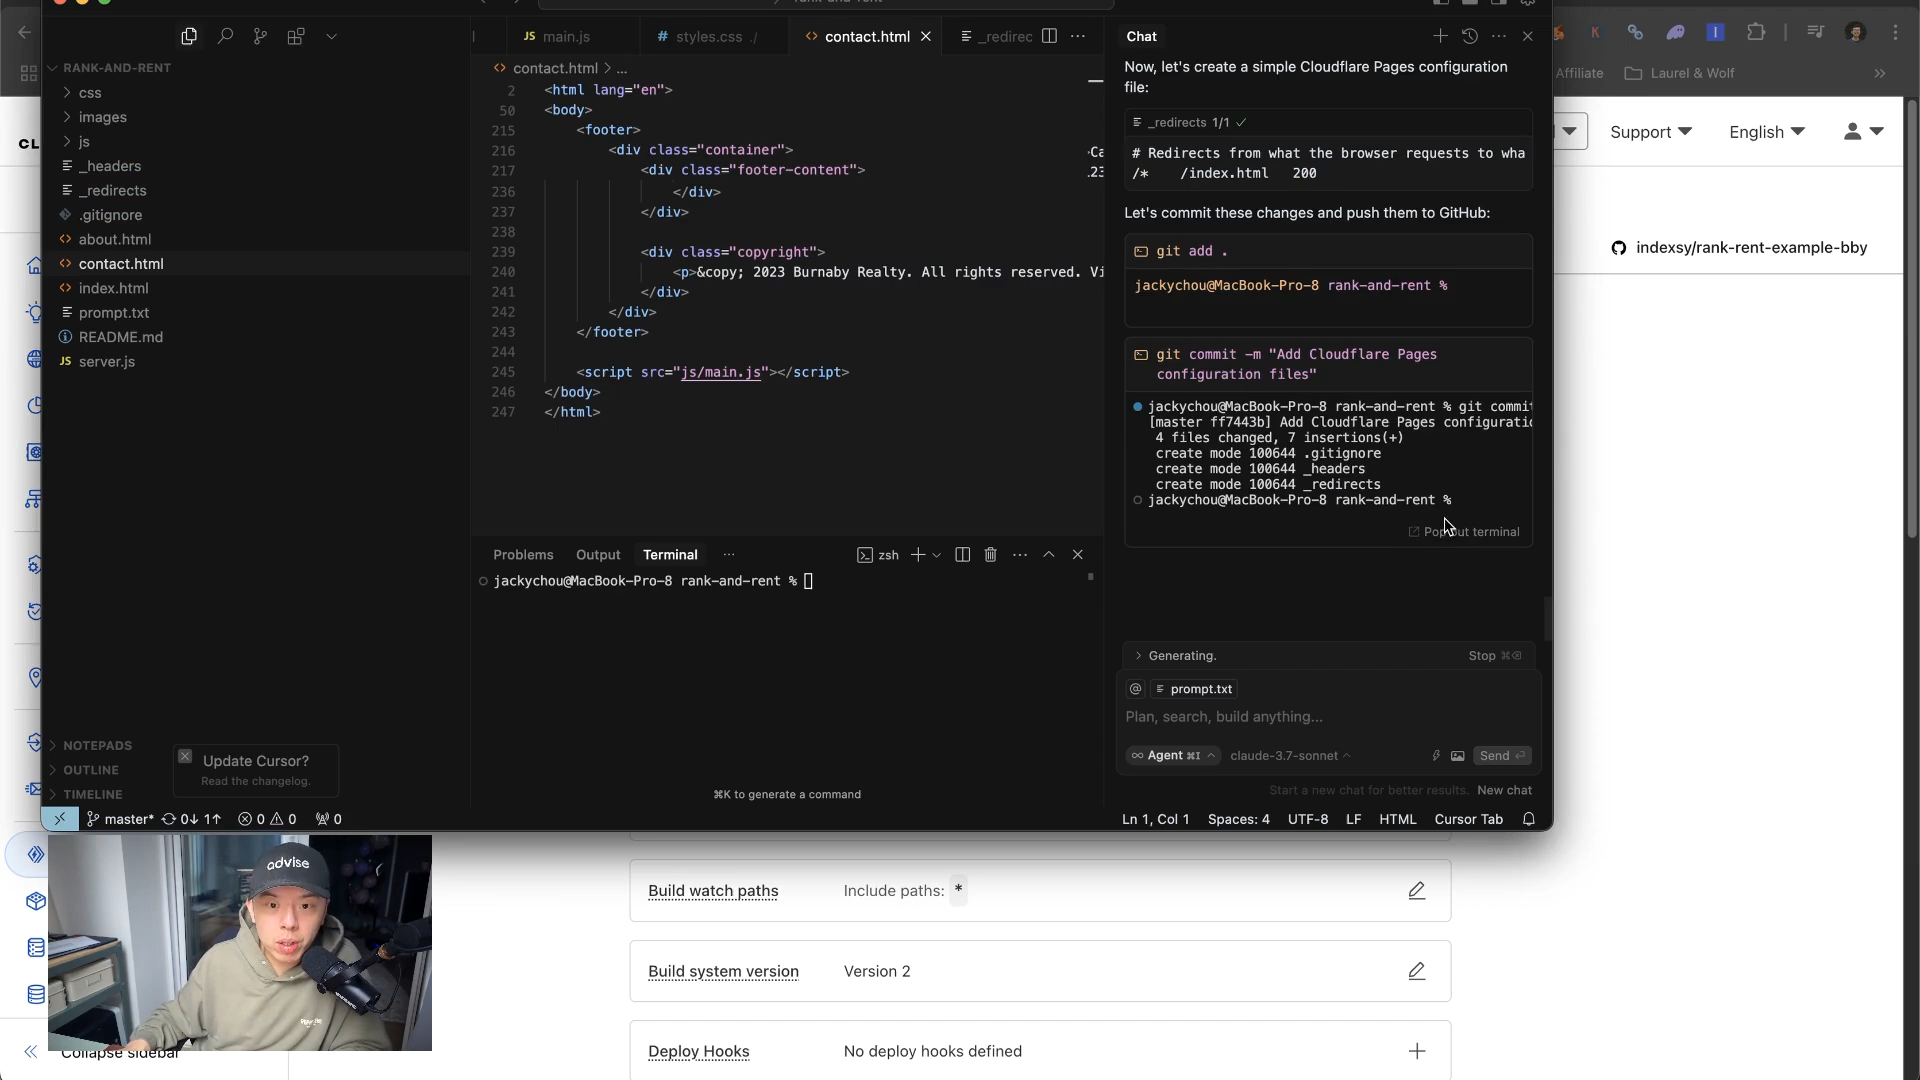 rank-and-rent
RANK-AND-RENT
css
images
js
_headers
_redirects
.gitignore
about.html
contact.html
index.html
prompt.txt
README.md
JS server.js
NOTEPADS
OUTLINE
TIMELINE
Update Cursor?
Read the changelog.
JS main.js
# styles.css ./
contact.html
_redirec
contact.html > ...
2 <html lang="en">
50 <body>
215 <footer>
216 <div class="container">
217 <div class="footer-content">
236 </div>
237 </div>
238
239 <div class="copyright">
240 <p>&copy; 2023 Burnaby Realty. All rights reserved. Vi
241 </div>
242 </div>
243 </footer>
244
245 <script src="js/main.js"></script>
246 </body>
247 </html>
Problems Output Terminal ...
zsh
jackychou@MacBook-Pro-8 rank-and-rent %
⌘K to generate a command
Chat
Now, let's create a simple Cloudflare Pages configuration
file:
_redirects 1/1 ✓
# Redirects from what the browser requests to wha
/* /index.html 200
Let's commit these changes and push them to GitHub:
git add .
jackychou@MacBook-Pro-8 rank-and-rent %
git commit -m "Add Cloudflare Pages
configuration files"
jackychou@MacBook-Pro-8 rank-and-rent % git commit
[master ff7443b] Add Cloudflare Pages configuratio
4 files changed, 7 insertions(+)
create mode 100644 .gitignore
create mode 100644 _headers
create mode 100644 _redirects
jackychou@MacBook-Pro-8 rank-and-rent %
Pop out terminal
Generating.
Stop ⌘⌫
@ prompt.txt
Plan, search, build anything...
∞ Agent ⌘I
claude-3.7-sonnet
Send ⏎
Start a new chat for better results. New chat
master* 0↓ 1↑ 0 0 0
Ln 1, Col 1 Spaces: 4 UTF-8 LF HTML Cursor Tab
Affiliate
Laurel & Wolf
CL
Support
English
indexsy/rank-rent-example-bby
Build watch paths
Include paths: *
Build system version
Version 2
Deploy Hooks
No deploy hooks defined
advise
Collapse sidebar